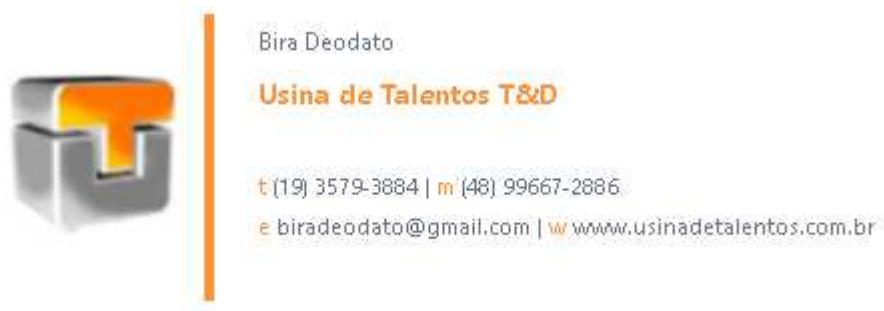 Bira Deodato
Usina de Talentos T&D
t (19) 3579-3884 | m (48) 99667-2886
e biradeodato@gmail.com | w www.usinadetalentos.com.br